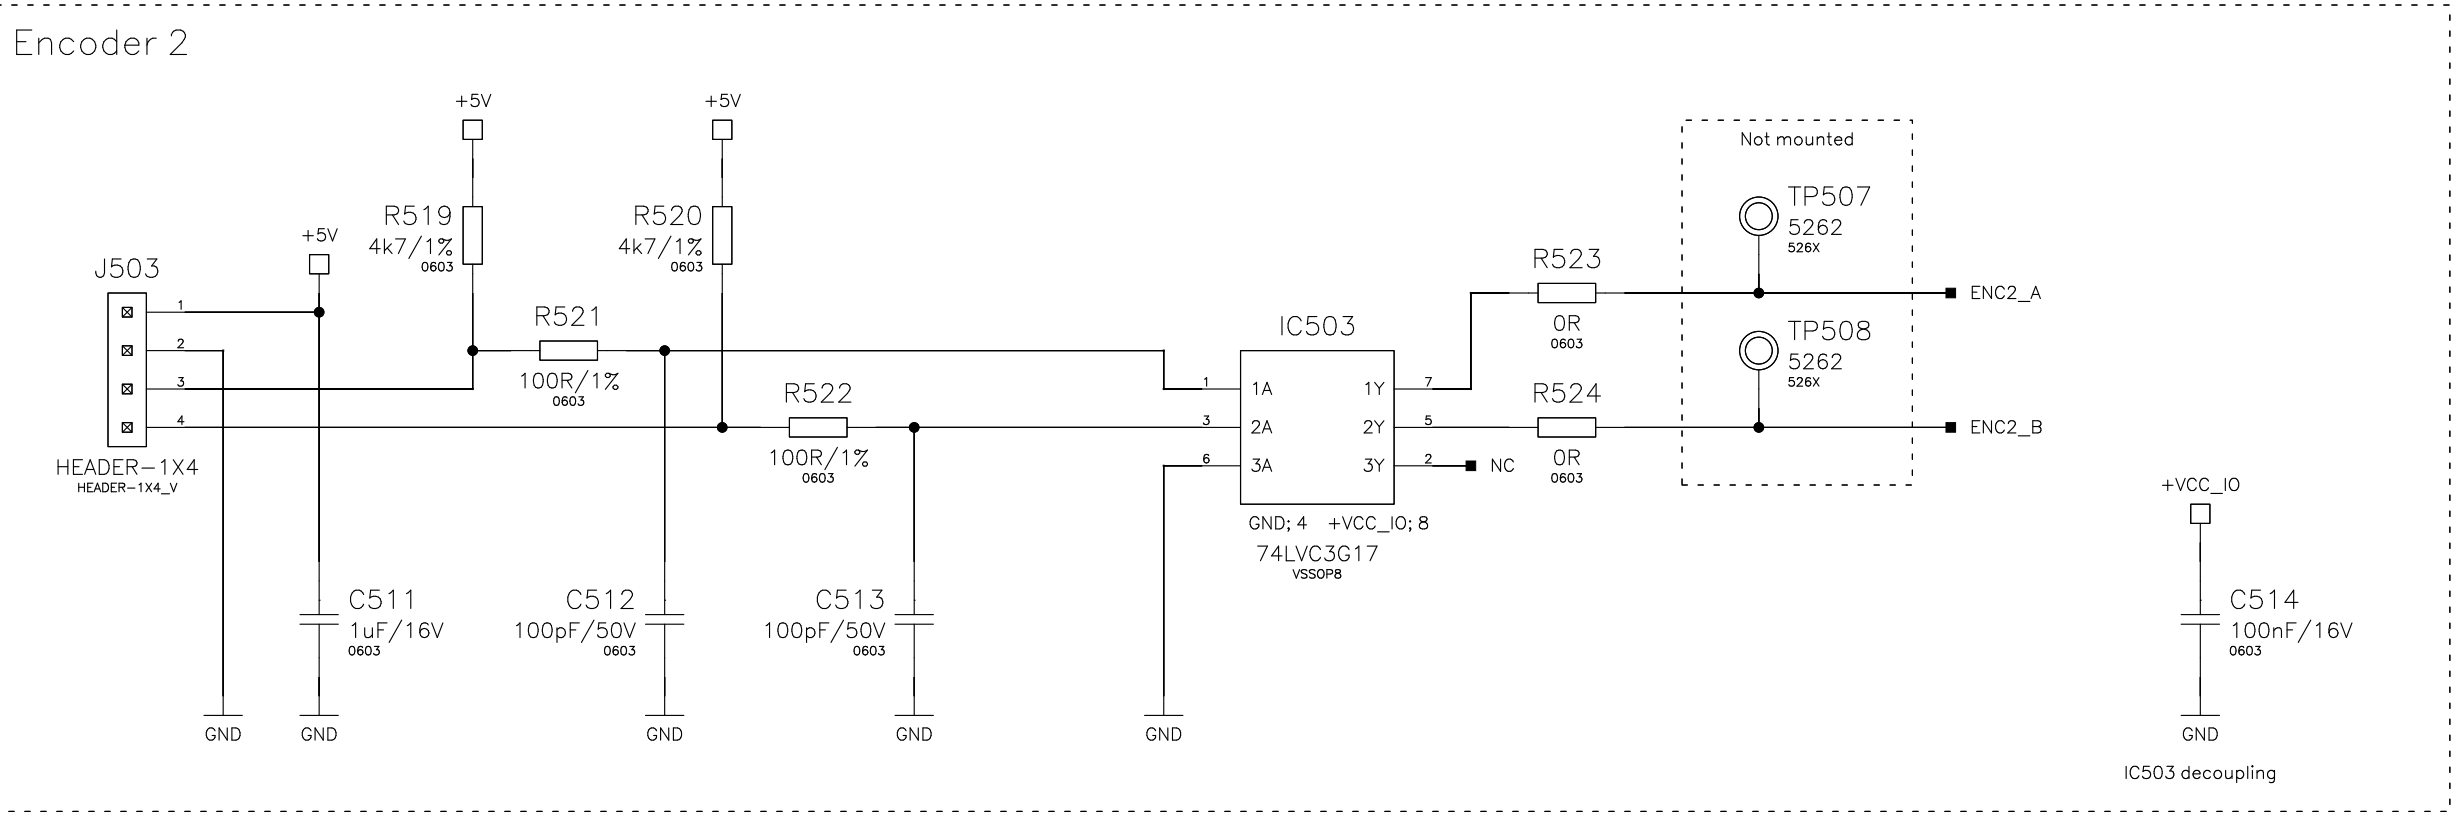 Encoder 2
+5V
+5V
Not mounted
TP507
5262
526X
R519
4k7/1%
0603
R520
4k7/1%
0603
+5V
J503
1
2
3
4
HEADER-1X4
HEADER-1X4_V
R521
100R/1%
0603
R522
100R/1%
0603
IC503
1 1A 1Y 7
3 2A 2Y 5
6 3A 3Y 2
NC
GND; 4 +VCC_IO; 8
74LVC3G17
VSSOP8
R523
0R
0603
ENC2_A
TP508
5262
526X
R524
0R
0603
ENC2_B
+VCC_IO
C511
1uF/16V
0603
C512
100pF/50V
0603
C513
100pF/50V
0603
C514
100nF/16V
0603
GND
GND
GND
GND
GND
GND
IC503 decoupling